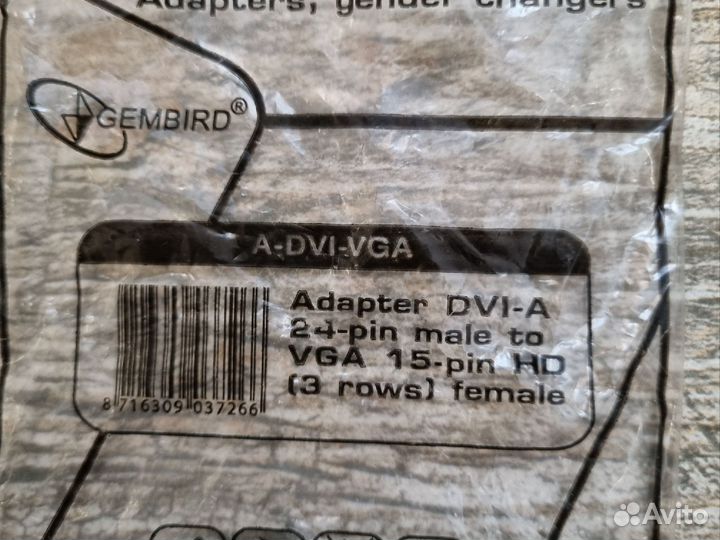 Adapters, gender changers
GEMBIRD®
A-DVI-VGA
Adapter DVI-A
24-pin male to
VGA 15-pin HD
(3 rows) female
8 716309 037266
Avito